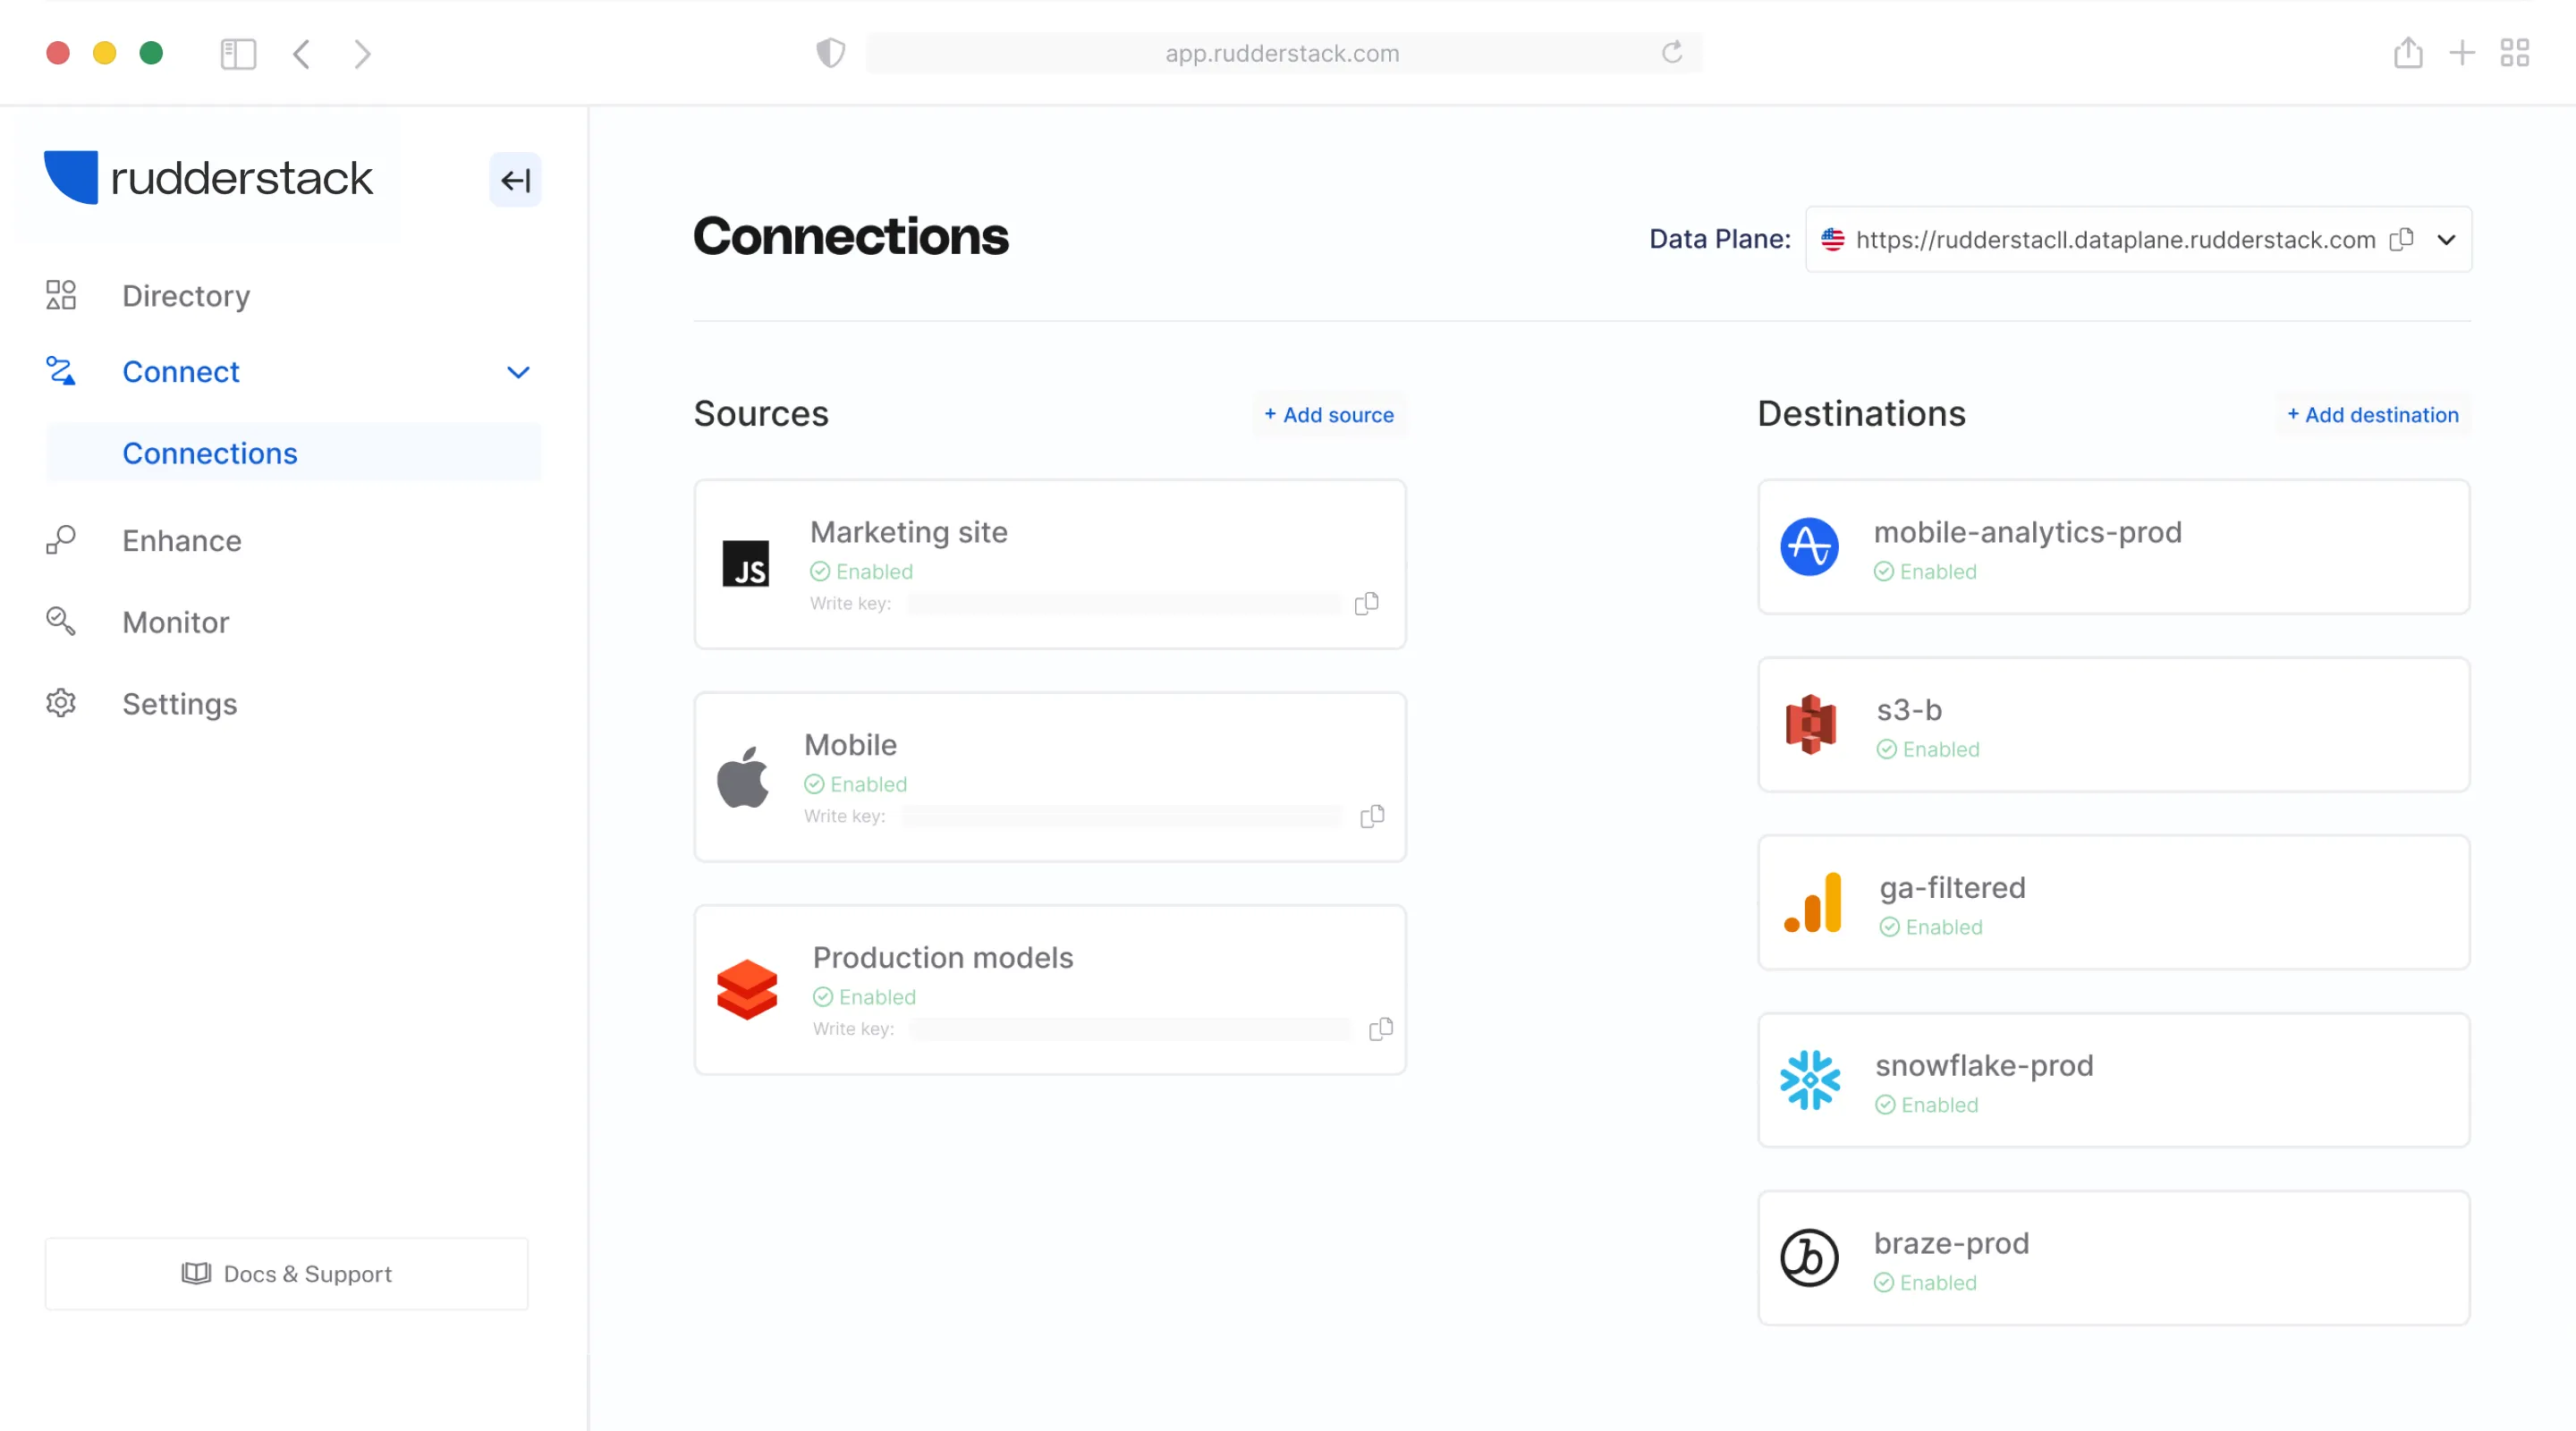 app.rudderstack.com
rudderstack
Directory
Connect
Connections
Enhance
Monitor
Settings
Docs & Support
Connections
Data Plane: https://rudderstacll.dataplane.rudderstack.com
Sources
+ Add source
JS
Marketing site
Enabled
Write key:
Mobile
Enabled
Write key:
Production models
Enabled
Write key:
Destinations
+ Add destination
mobile-analytics-prod
Enabled
s3-b
Enabled
ga-filtered
Enabled
snowflake-prod
Enabled
b
braze-prod
Enabled